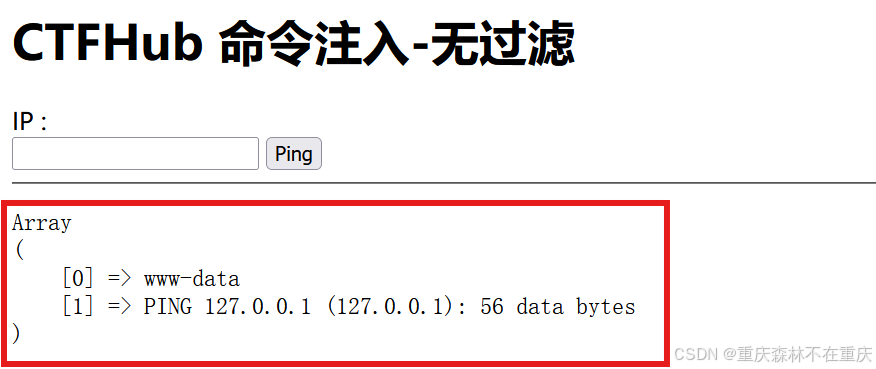 CTFHub 命令注入-无过滤
IP :
Ping
Array
(
    [0] => www-data
    [1] => PING 127.0.0.1 (127.0.0.1): 56 data bytes
)
CSDN @重庆森林不在重庆